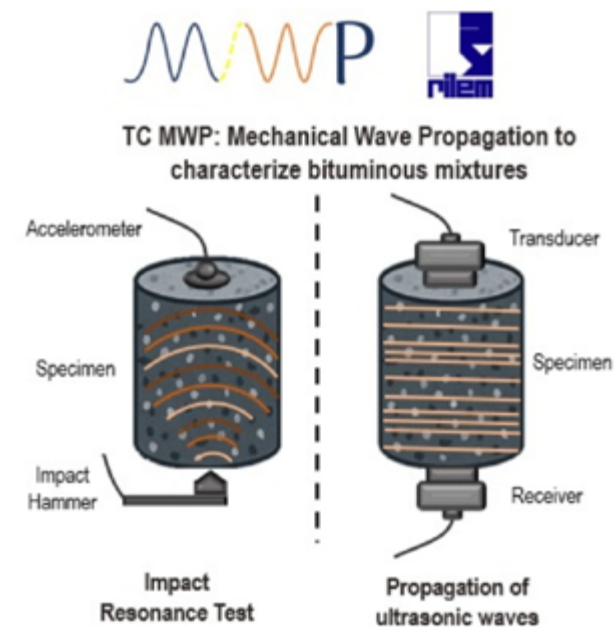 MWP
rilem
TC MWP: Mechanical Wave Propagation to
characterize bituminous mixtures
Accelerometer
Specimen
Impact
Hammer
Impact
Resonance Test
Transducer
Specimen
Receiver
Propagation of
ultrasonic waves